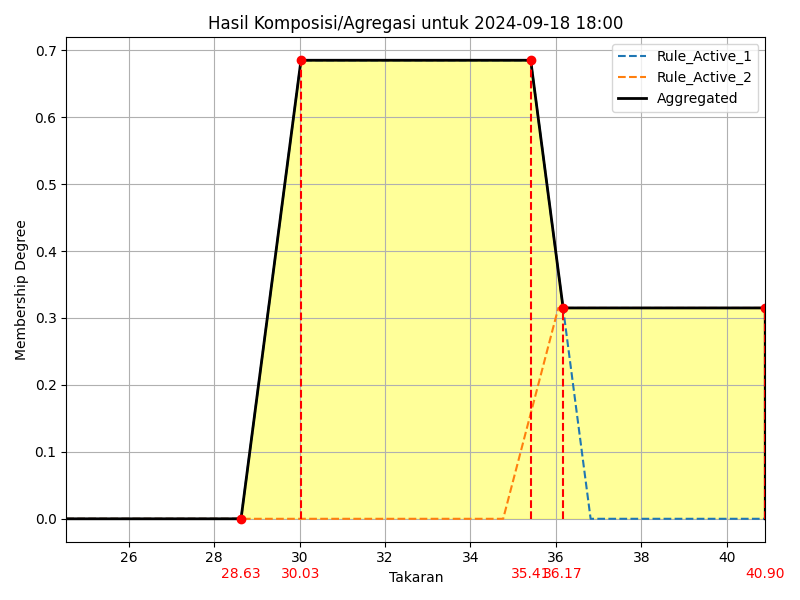 Hasil Komposisi/Agregasi untuk 2024-09-18 18:00
Rule_Active_1
Rule_Active_2
Aggregated
Membership Degree
0.7
0.6
0.5
0.4
0.3
0.2
0.1
0.0
26 28 30 32 34 36 38 40
28.63 30.03 35.41 36.17 40.90
Takaran